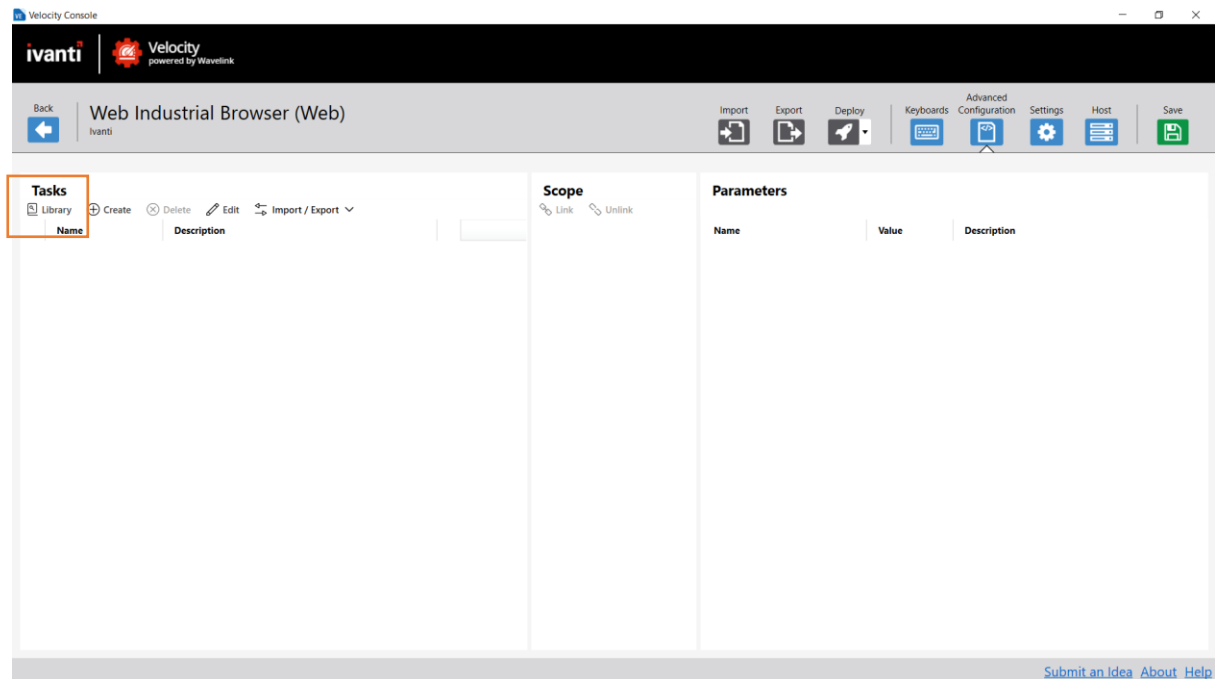 Velocity Console
ivanti
Velocity
powered by Wavelink
Back
Web Industrial Browser (Web)
Ivanti
Import Export Deploy Keyboards Advanced Configuration Settings Host Save
Tasks
Library Create Delete Edit Import / Export
Name Description
Scope
Link Unlink
Parameters
Name Value Description
Submit an Idea About Help